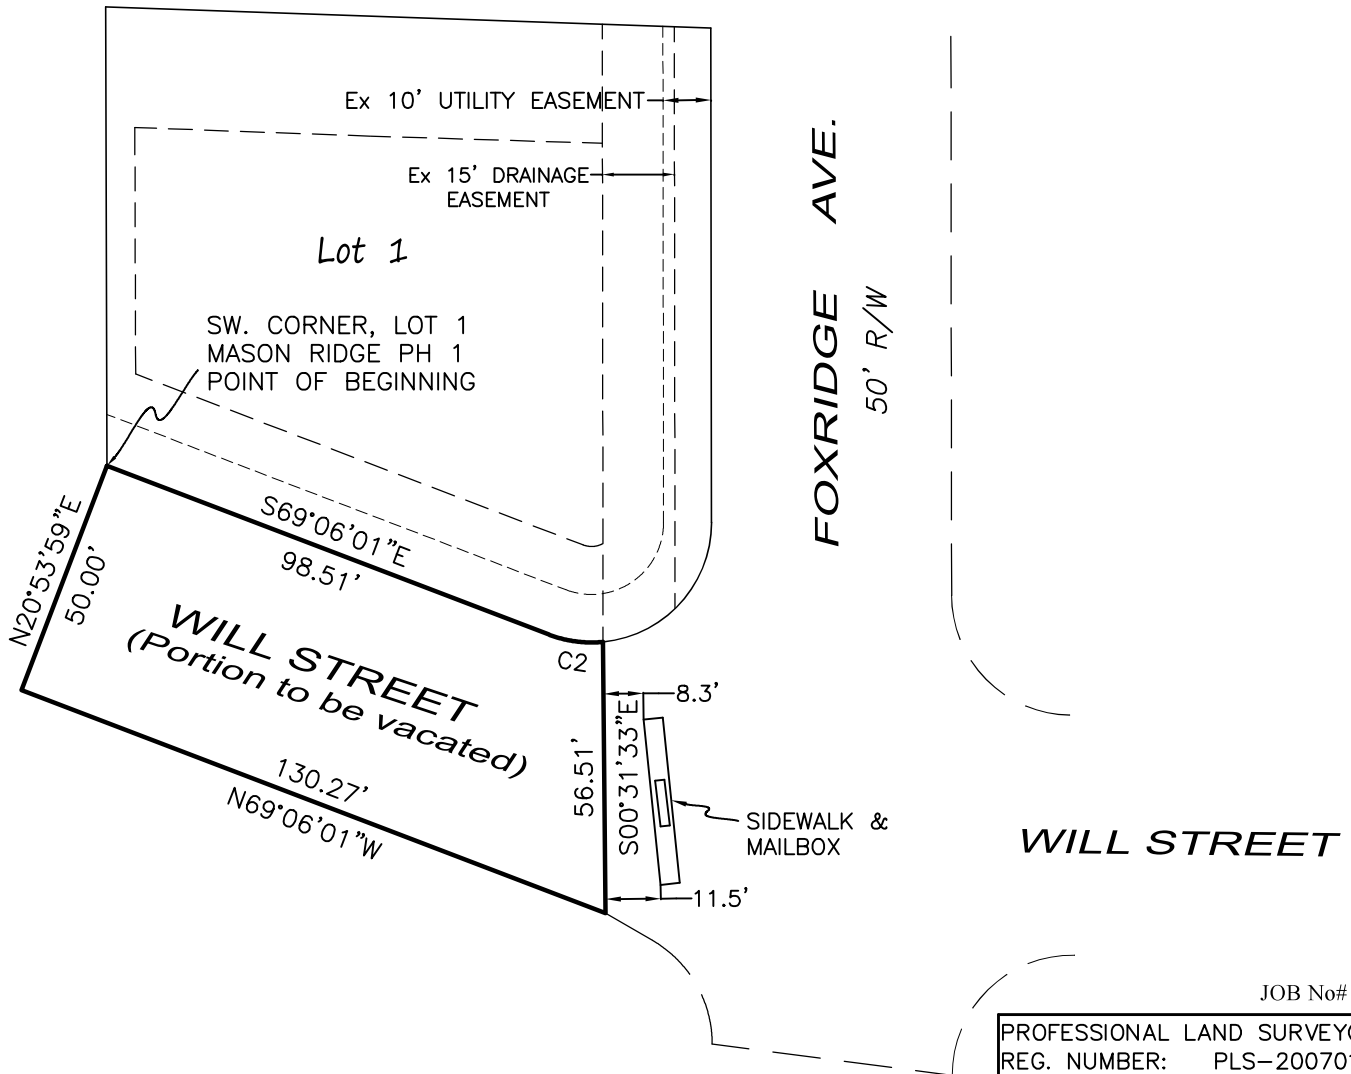 Ex 10' UTILITY EASEMENT
Ex 15' DRAINAGE
EASEMENT
Lot 1
SW. CORNER, LOT 1
MASON RIDGE PH 1
POINT OF BEGINNING
FOXRIDGE AVE.
50' R/W
S69°06'01"E
98.51'
N20°53'59"E
50.00'
WILL STREET
(Portion to be vacated)
C2
8.3'
S00°31'33"E
56.51'
130.27'
N69°06'01"W
SIDEWALK &
MAILBOX
11.5'
WILL STREET
JOB No#
PROFESSIONAL LAND SURVEYO
REG. NUMBER: PLS-200701